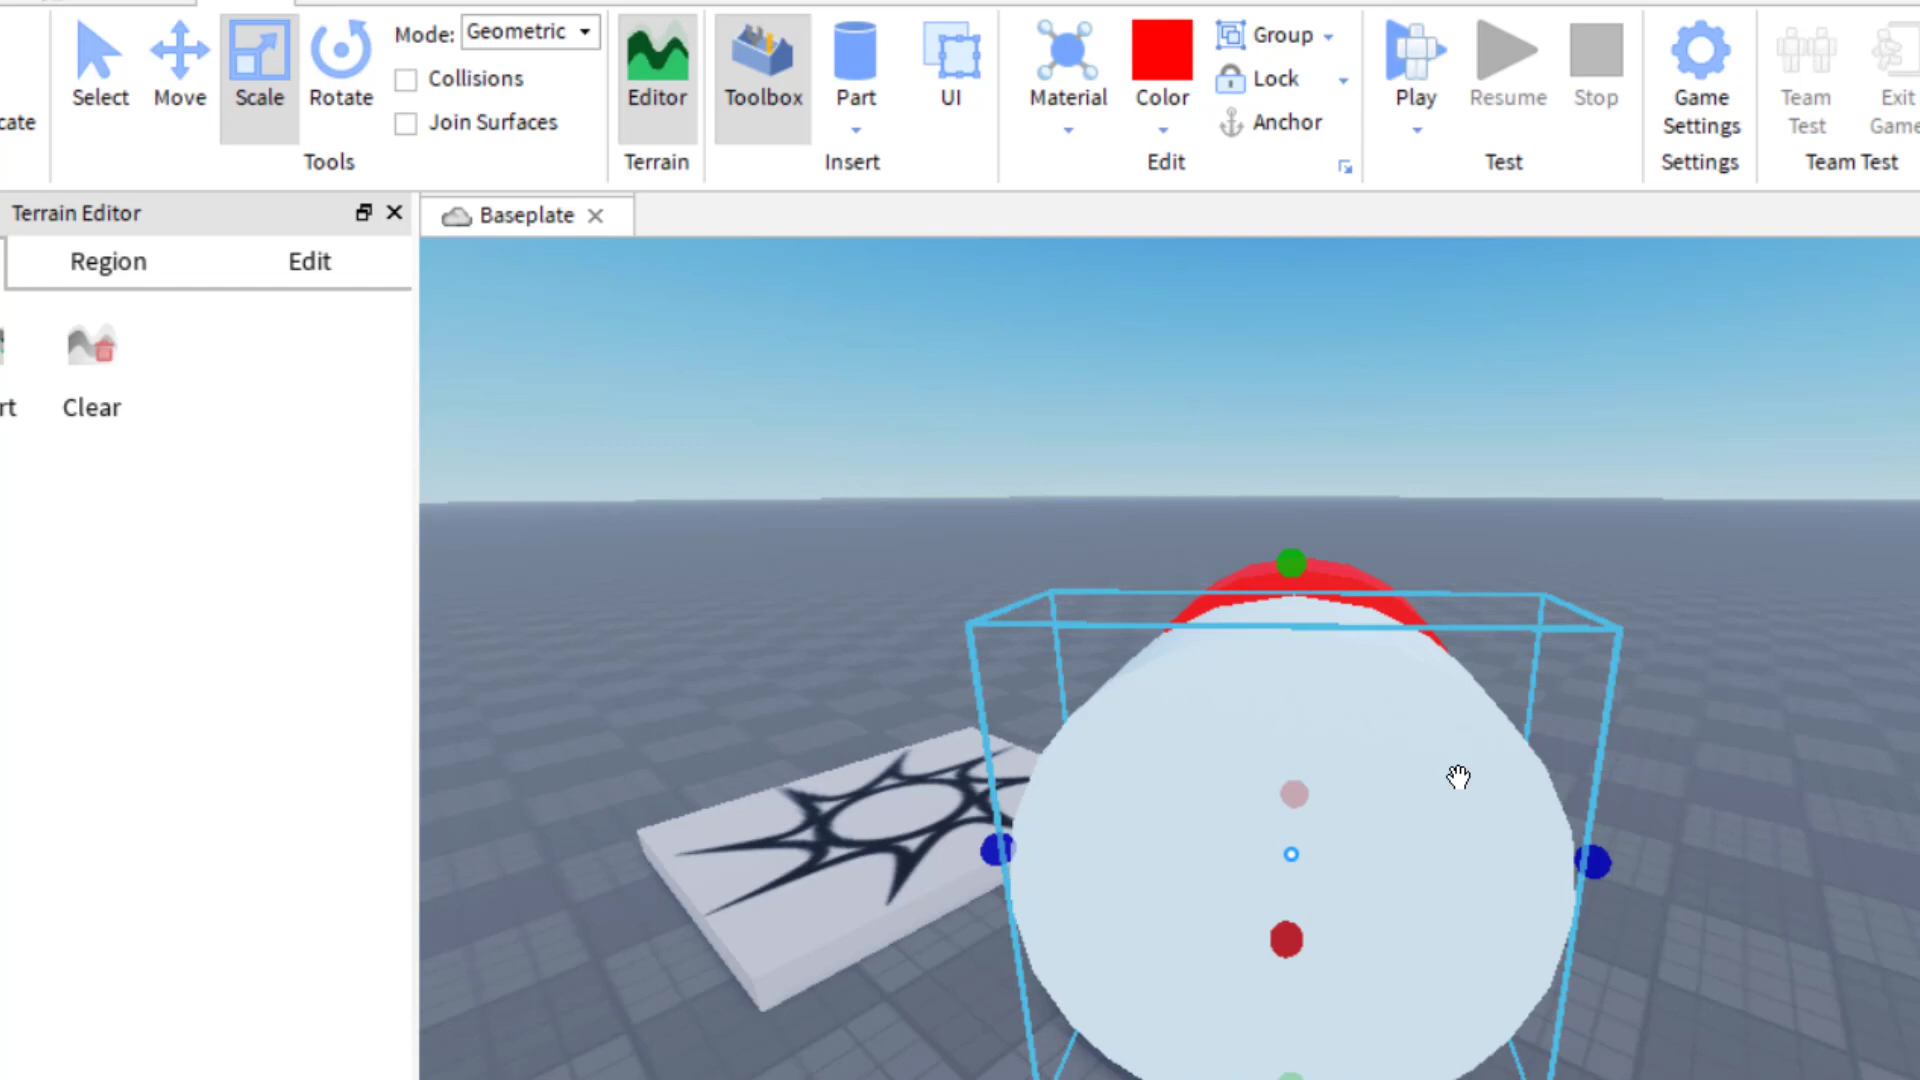 Select
Move
Scale
Rotate
Mode: Geometric
Collisions
Join Surfaces
Tools
Editor
Terrain
Toolbox
Part
UI
Insert
Material
Color
Group
Lock
Anchor
Edit
Play
Resume
Stop
Test
Game
Settings
Settings
Team
Test
Exit
Game
Team Test
cate
Terrain Editor
Baseplate
Region
Edit
rt
Clear